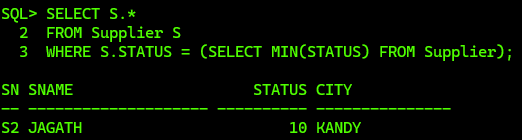 SQL> SELECT S.*
  2  FROM Supplier S
  3  WHERE S.STATUS = (SELECT MIN(STATUS) FROM Supplier);
SN SNAME                    STATUS CITY
-- -------------------- ---------- ---------------
S2 JAGATH                       10 KANDY